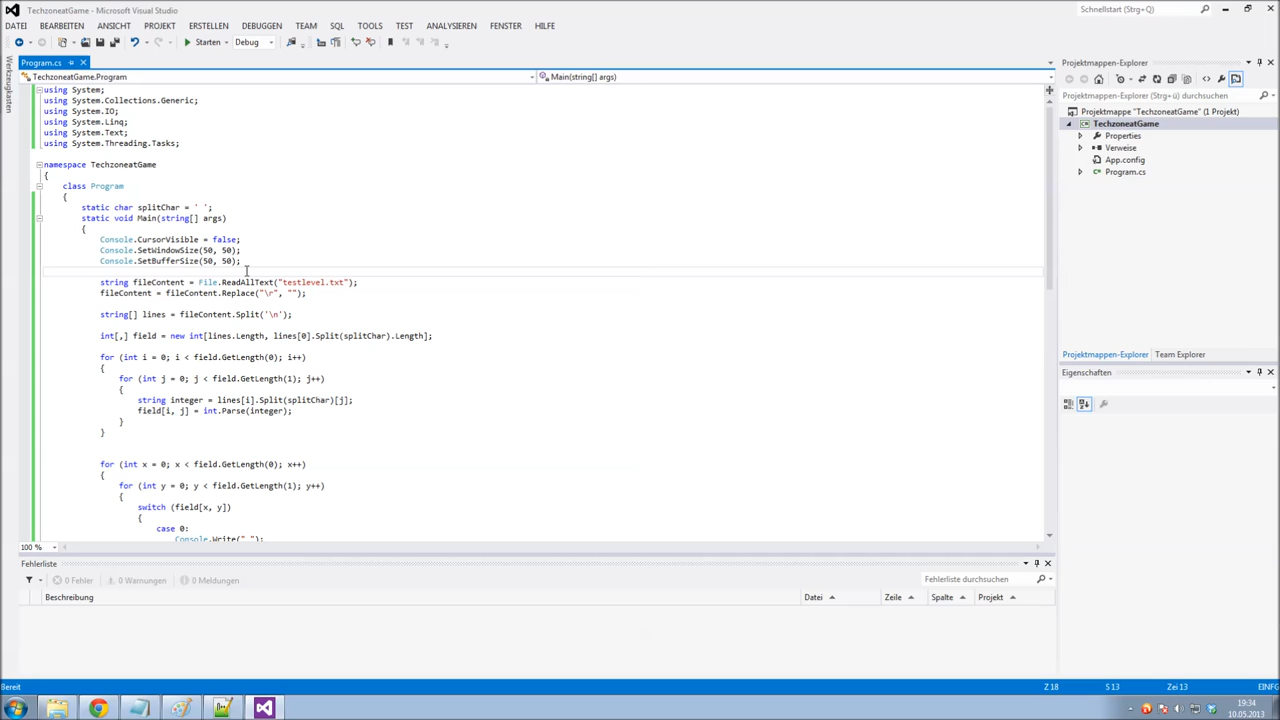 TechzoneatGame - Microsoft Visual Studio
Schnellstart (Strg+Q)
DATEI BEARBEITEN ANSICHT PROJEKT ERSTELLEN DEBUGGEN TEAM SQL TOOLS TEST ANALYSIEREN FENSTER HILFE
Starten Debug
Werkzeugkasten
Program.cs
TechzoneatGame.Program
Main(string[] args)
using System;
using System.Collections.Generic;
using System.IO;
using System.Linq;
using System.Text;
using System.Threading.Tasks;
namespace TechzoneatGame
{
class Program
{
static char splitChar = ' ';
static void Main(string[] args)
{
Console.CursorVisible = false;
Console.SetWindowSize(50, 50);
Console.SetBufferSize(50, 50);
string fileContent = File.ReadAllText("testlevel.txt");
fileContent = fileContent.Replace("\r", "");
string[] lines = fileContent.Split('\n');
int[,] field = new int[lines.Length, lines[0].Split(splitChar).Length];
for (int i = 0; i < field.GetLength(0); i++)
{
for (int j = 0; j < field.GetLength(1); j++)
{
string integer = lines[i].Split(splitChar)[j];
field[i, j] = int.Parse(integer);
}
}
for (int x = 0; x < field.GetLength(0); x++)
{
for (int y = 0; y < field.GetLength(1); y++)
{
switch (field[x, y])
{
case 0:
Console.Write(" ");
100 %
Projektmappen-Explorer
Projektmappen-Explorer (Strg+ü) durchsuchen
Projektmappe "TechzoneatGame" (1 Projekt)
TechzoneatGame
Properties
Verweise
App.config
Program.cs
Projektmappen-Explorer Team Explorer
Eigenschaften
Fehlerliste
0 Fehler 0 Warnungen 0 Meldungen
Fehlerliste durchsuchen
Beschreibung Datei Zeile Spalte Projekt
Bereit Z 18 S 13 Zei 13 EINFG
19:34
10.05.2013